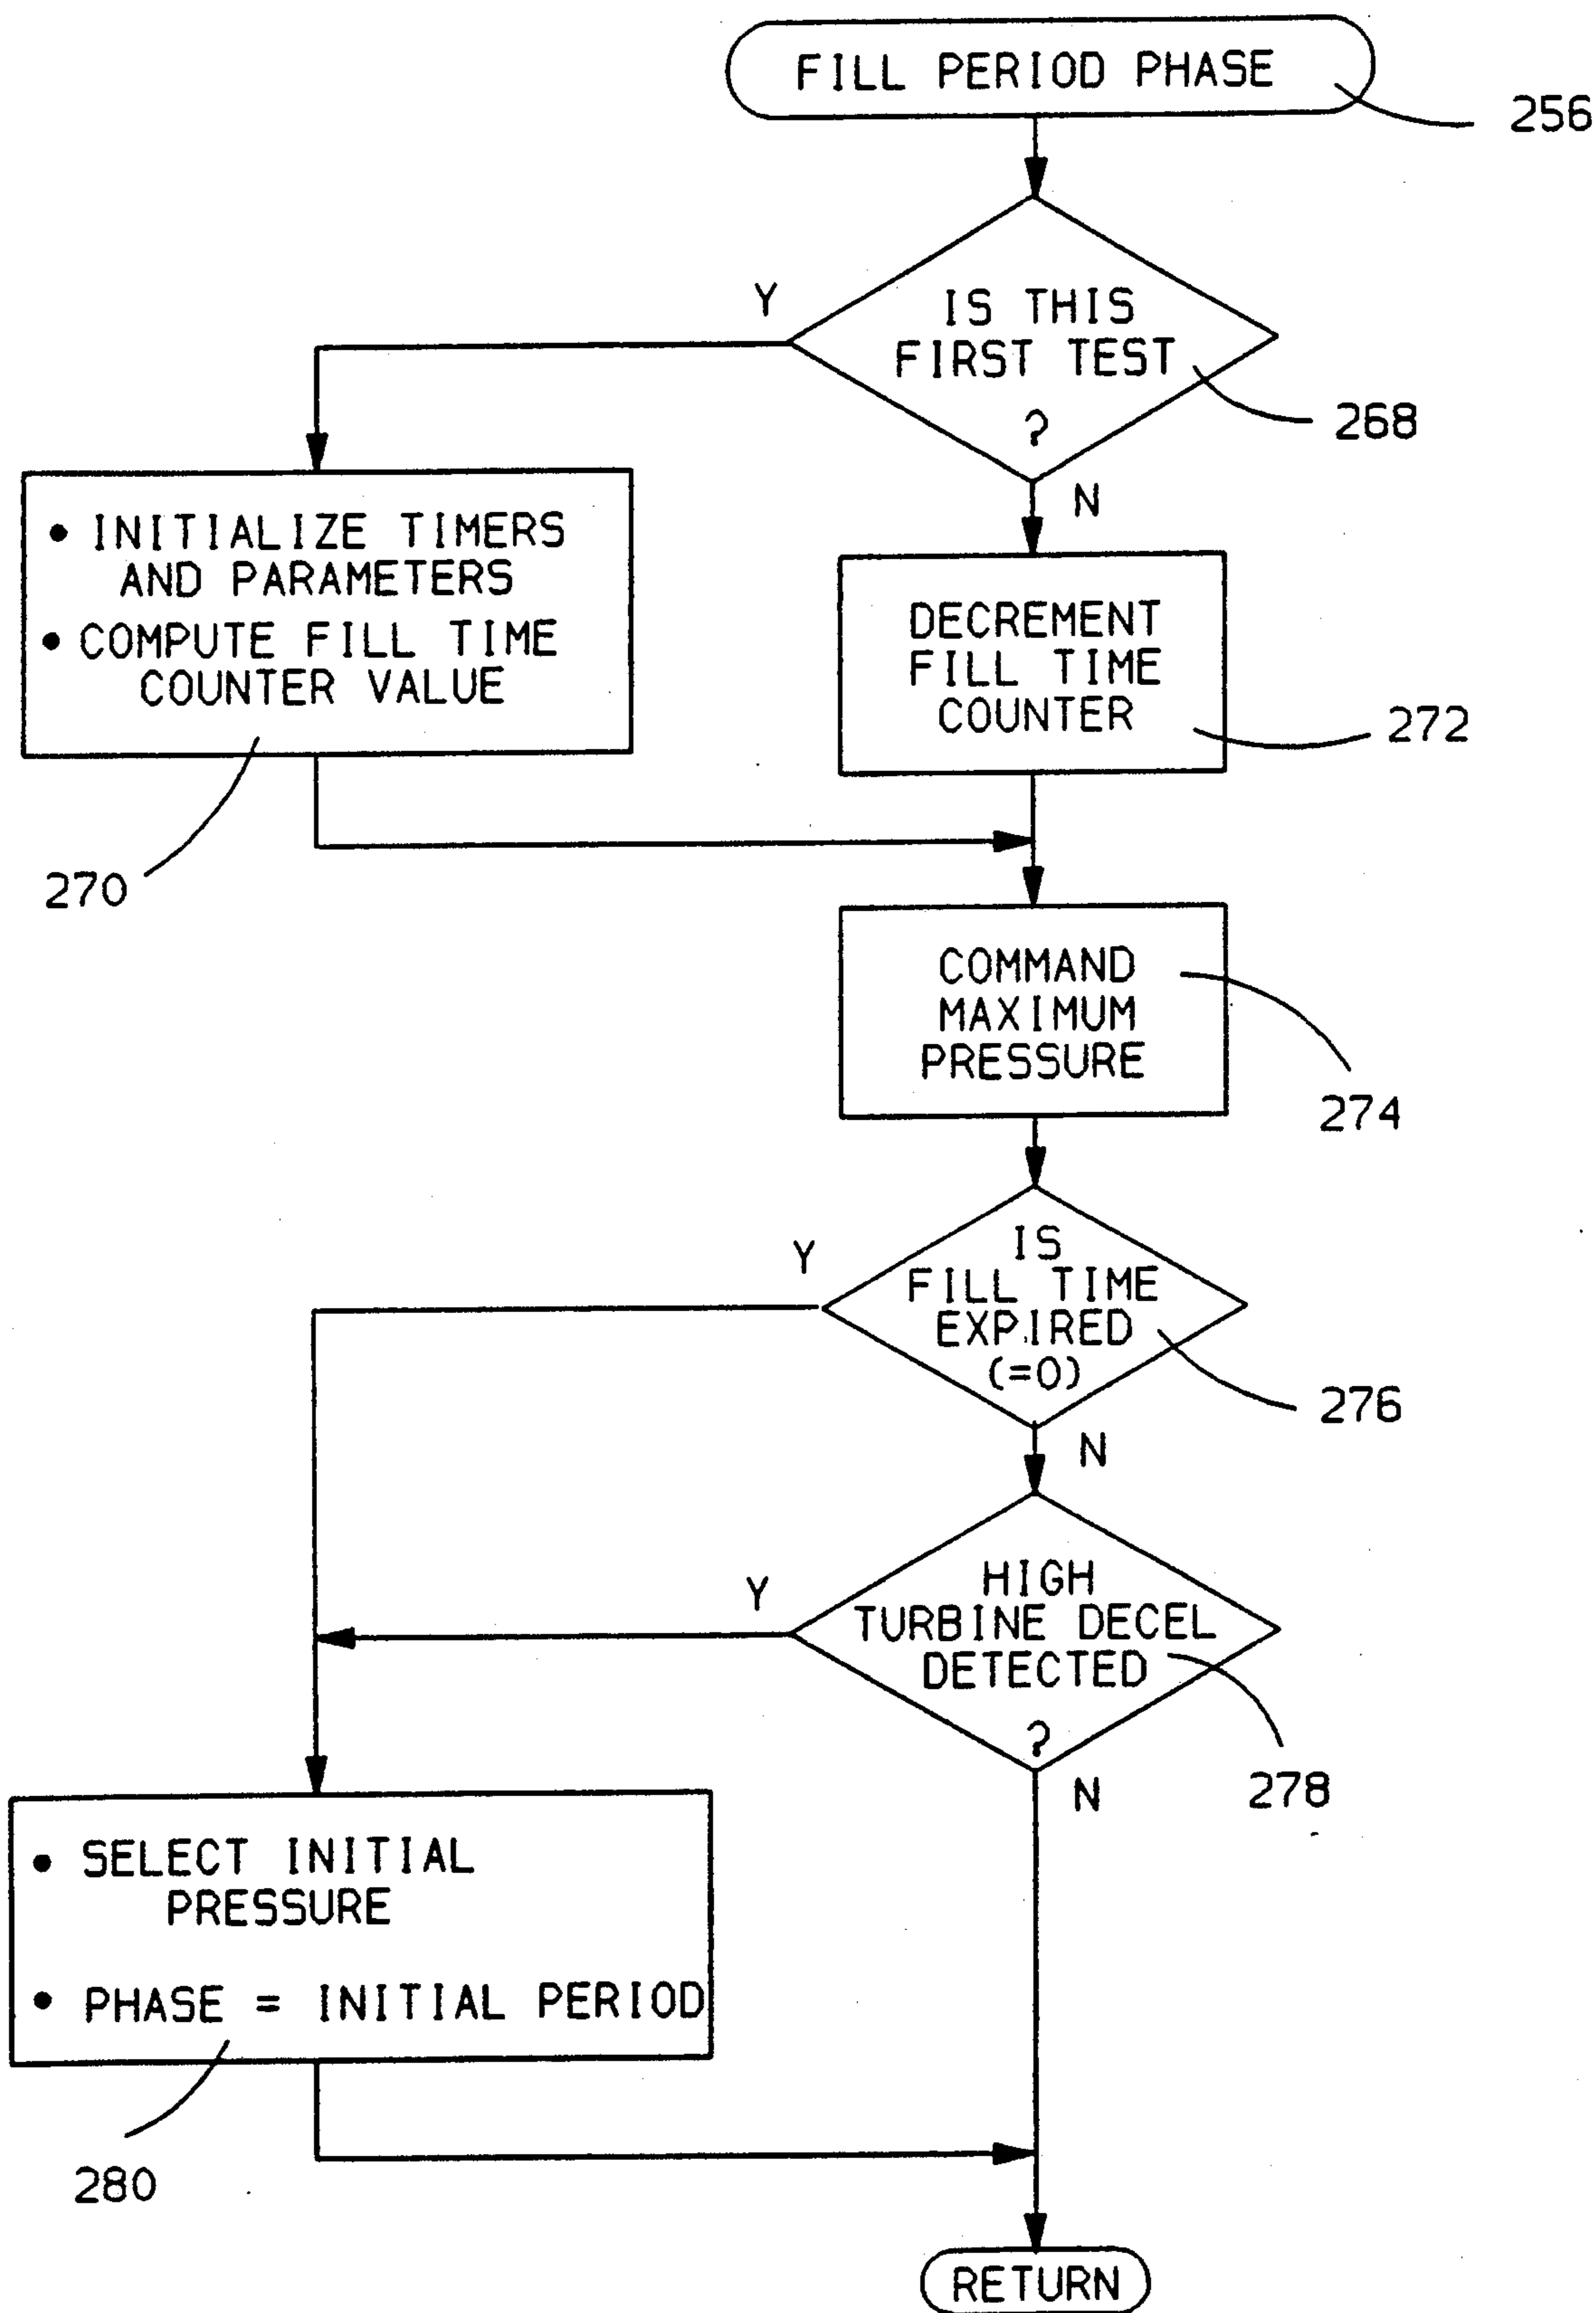 FILL PERIOD PHASE
256
Y
IS THIS
FIRST TEST
?
268
N
• INITIALIZE TIMERS
AND PARAMETERS
• COMPUTE FILL TIME
COUNTER VALUE
270
DECREMENT
FILL TIME
COUNTER
272
COMMAND
MAXIMUM
PRESSURE
274
Y
IS
FILL TIME
EXPIRED
(=0)
276
N
Y
HIGH
TURBINE DECEL
DETECTED
?
278
N
• SELECT INITIAL
PRESSURE
• PHASE = INITIAL PERIOD
280
RETURN